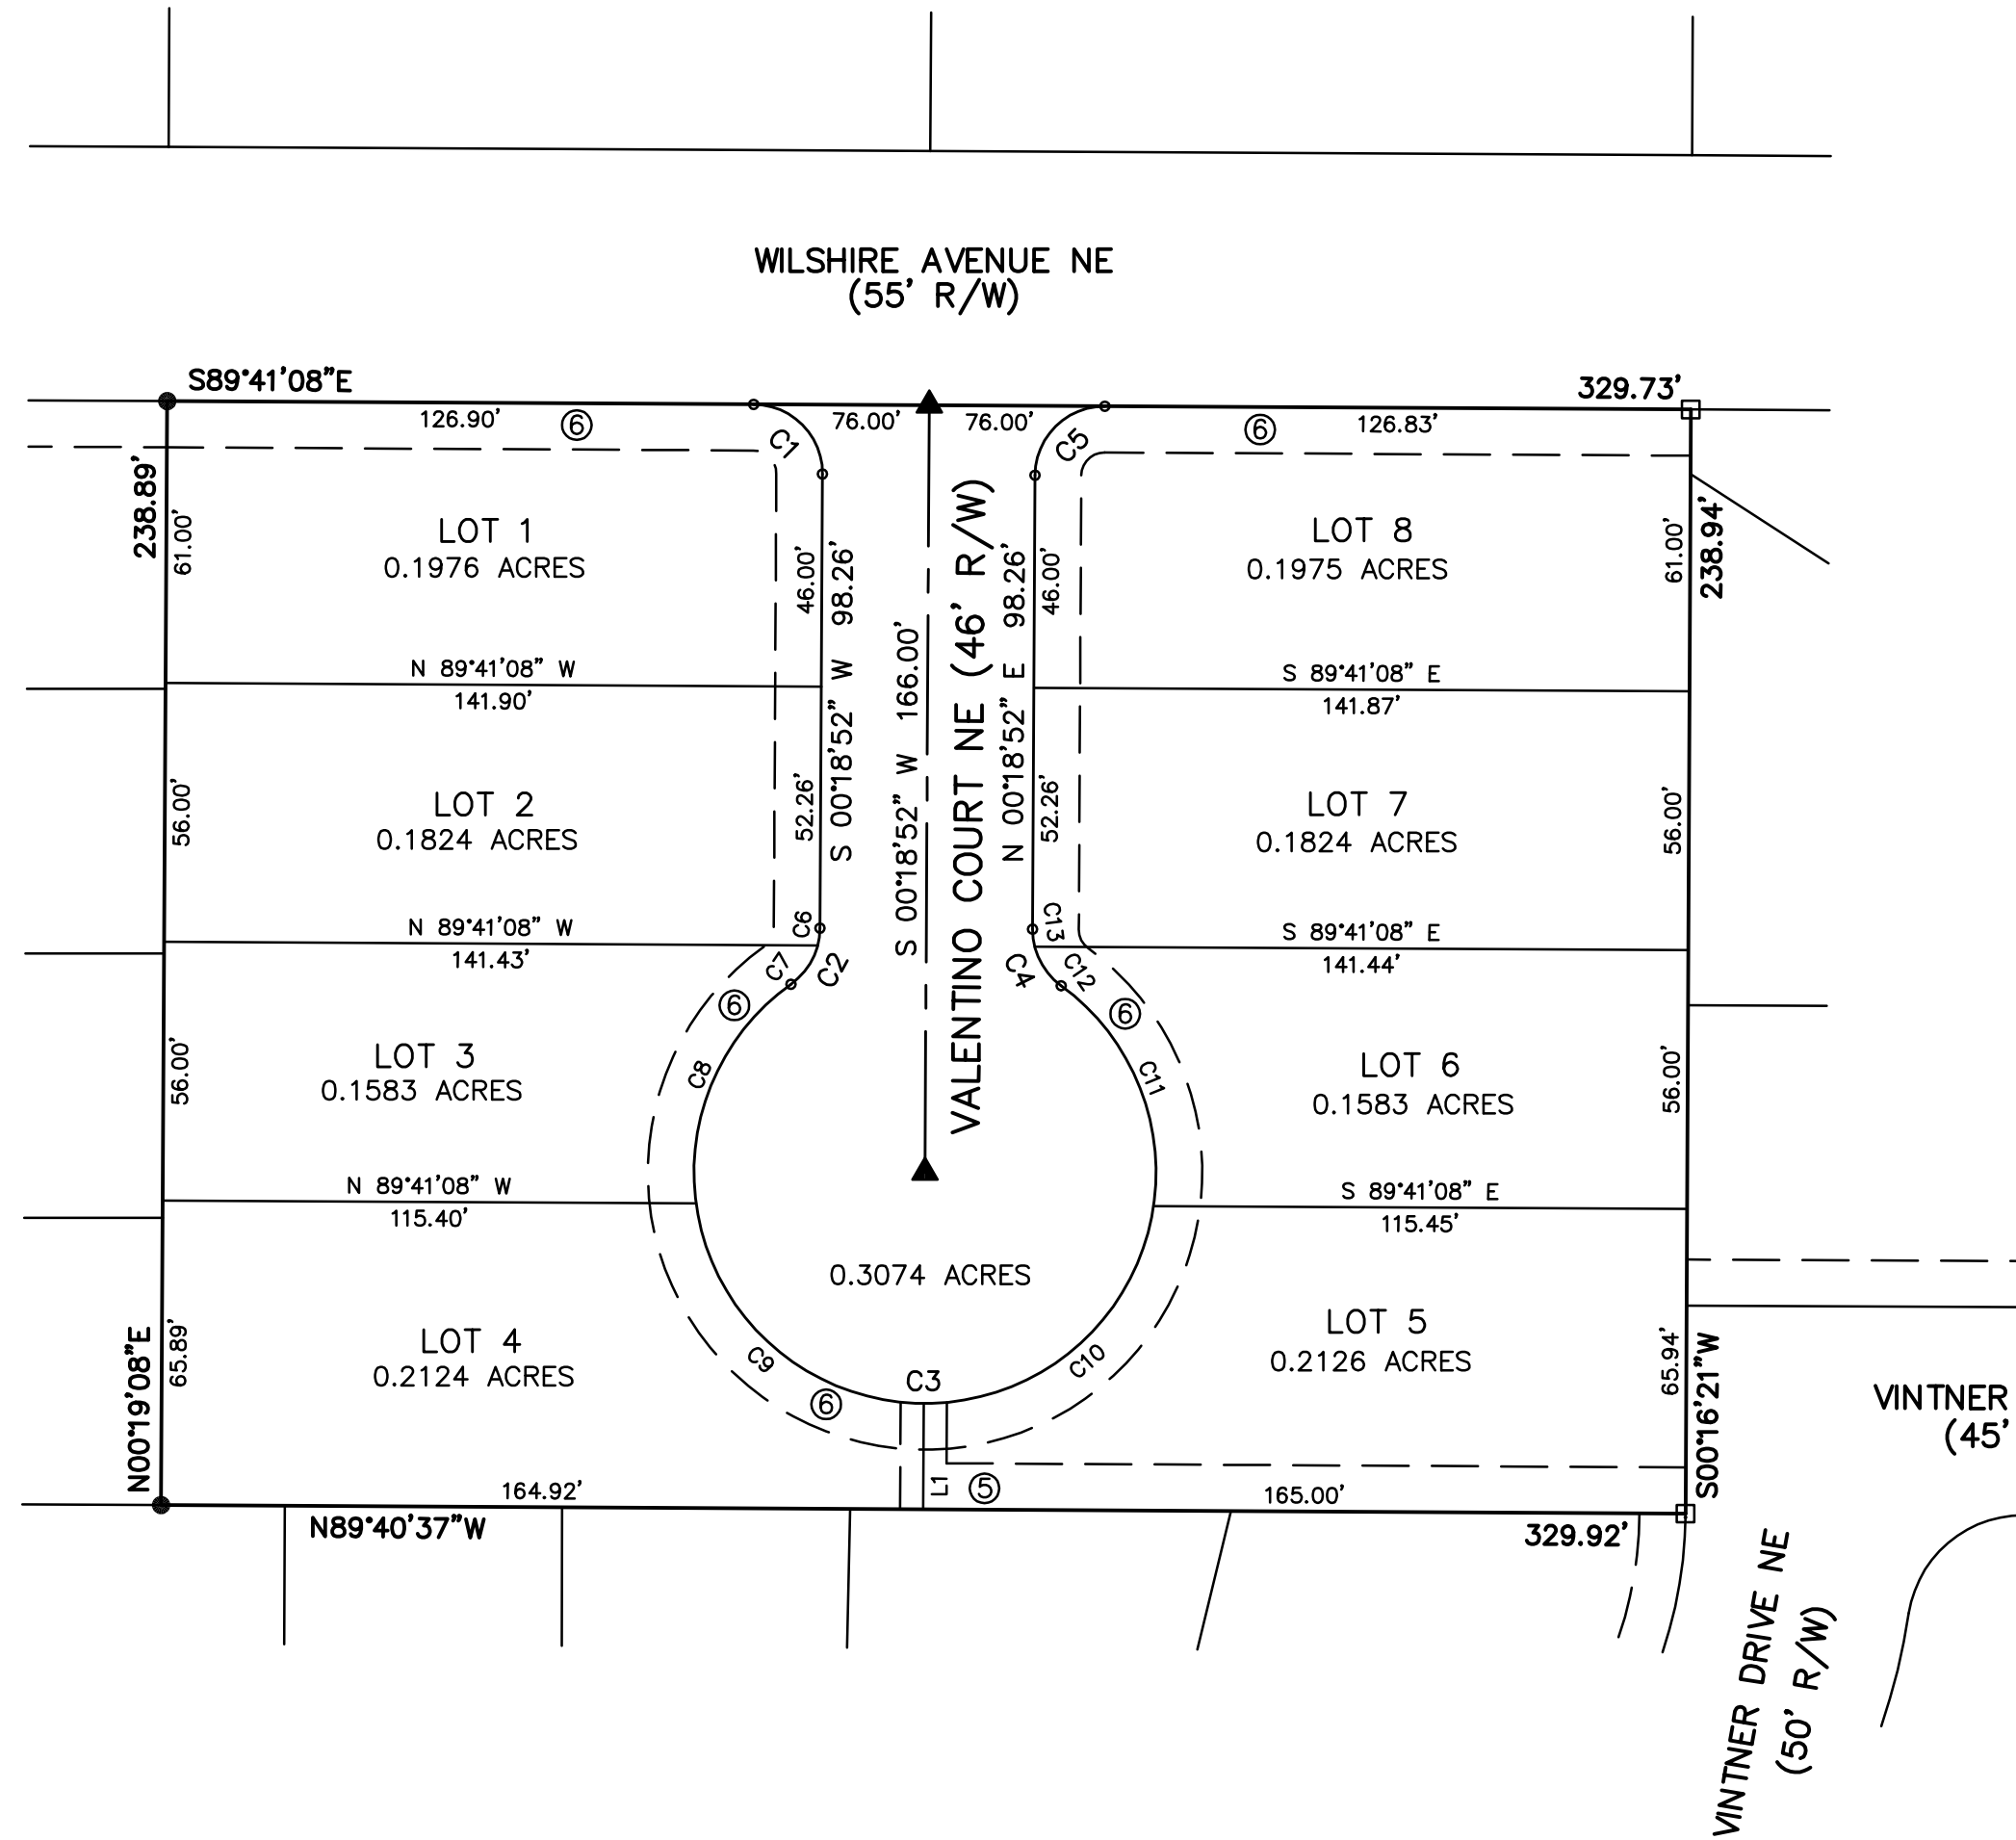 WILSHIRE AVENUE NE
(55' R/W)
S89°41'08"E
329.73'
126.90'
6
C1
76.00'
76.00'
C5
6
126.83'
238.89'
61.00'
LOT 1
0.1976 ACRES
46.00'
S 00°18'52" W 98.26'
S 00°18'52" W 166.00'
VALENTINO COURT NE (46' R/W)
N 00°18'52" E 98.26'
46.00'
LOT 8
0.1975 ACRES
61.00'
238.94'
N 89°41'08" W
141.90'
S 89°41'08" E
141.87'
56.00'
LOT 2
0.1824 ACRES
52.26'
52.26'
LOT 7
0.1824 ACRES
56.00'
N 89°41'08" W
141.43'
C6
C7
C2
C13
C4
C12
S 89°41'08" E
141.44'
6
6
56.00'
LOT 3
0.1583 ACRES
C8
C11
LOT 6
0.1583 ACRES
56.00'
N 89°41'08" W
115.40'
S 89°41'08" E
115.45'
0.3074 ACRES
N00°19'08"E
65.89'
LOT 4
0.2124 ACRES
C9
6
C3
C10
LOT 5
0.2126 ACRES
65.94'
S00°16'21"W
VINTNER
(45'
164.92'
L1
5
165.00'
N89°40'37"W
329.92'
VINTNER DRIVE NE
(50' R/W)